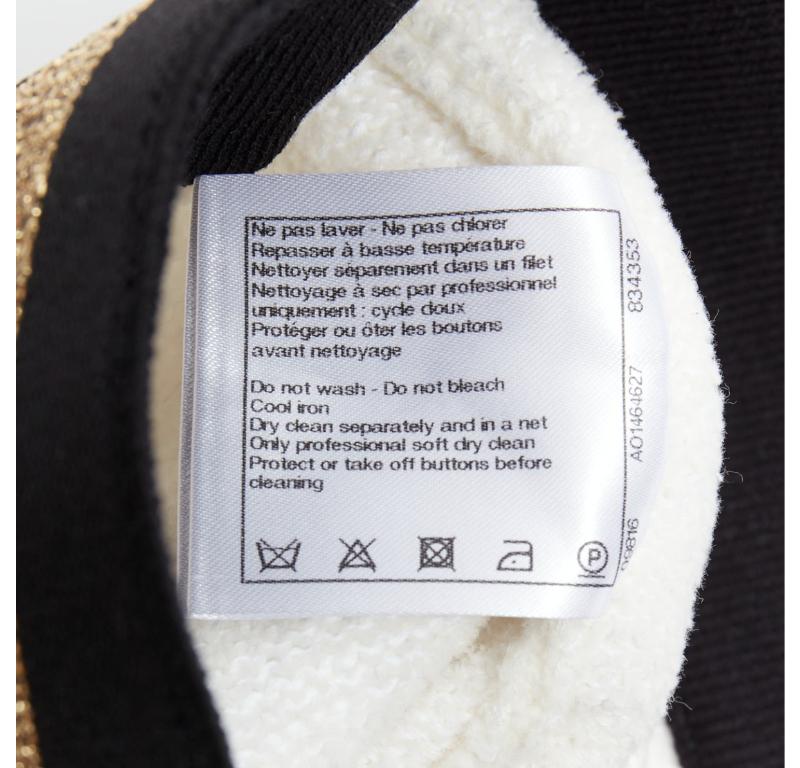 Ne pas laver - Ne pas chlorer
Repasser à basse température
Nettoyer séparement dans un filet
Nettoyage à sec par professionnel
uniquement : cycle doux
Protéger ou ôter les boutons
avant nettoyage
Do not wash - Do not bleach
Cool iron
Dry clean separately and in a net
Only professional soft dry clean
Protect or take off buttons before
cleaning
P
834353
AO1464627